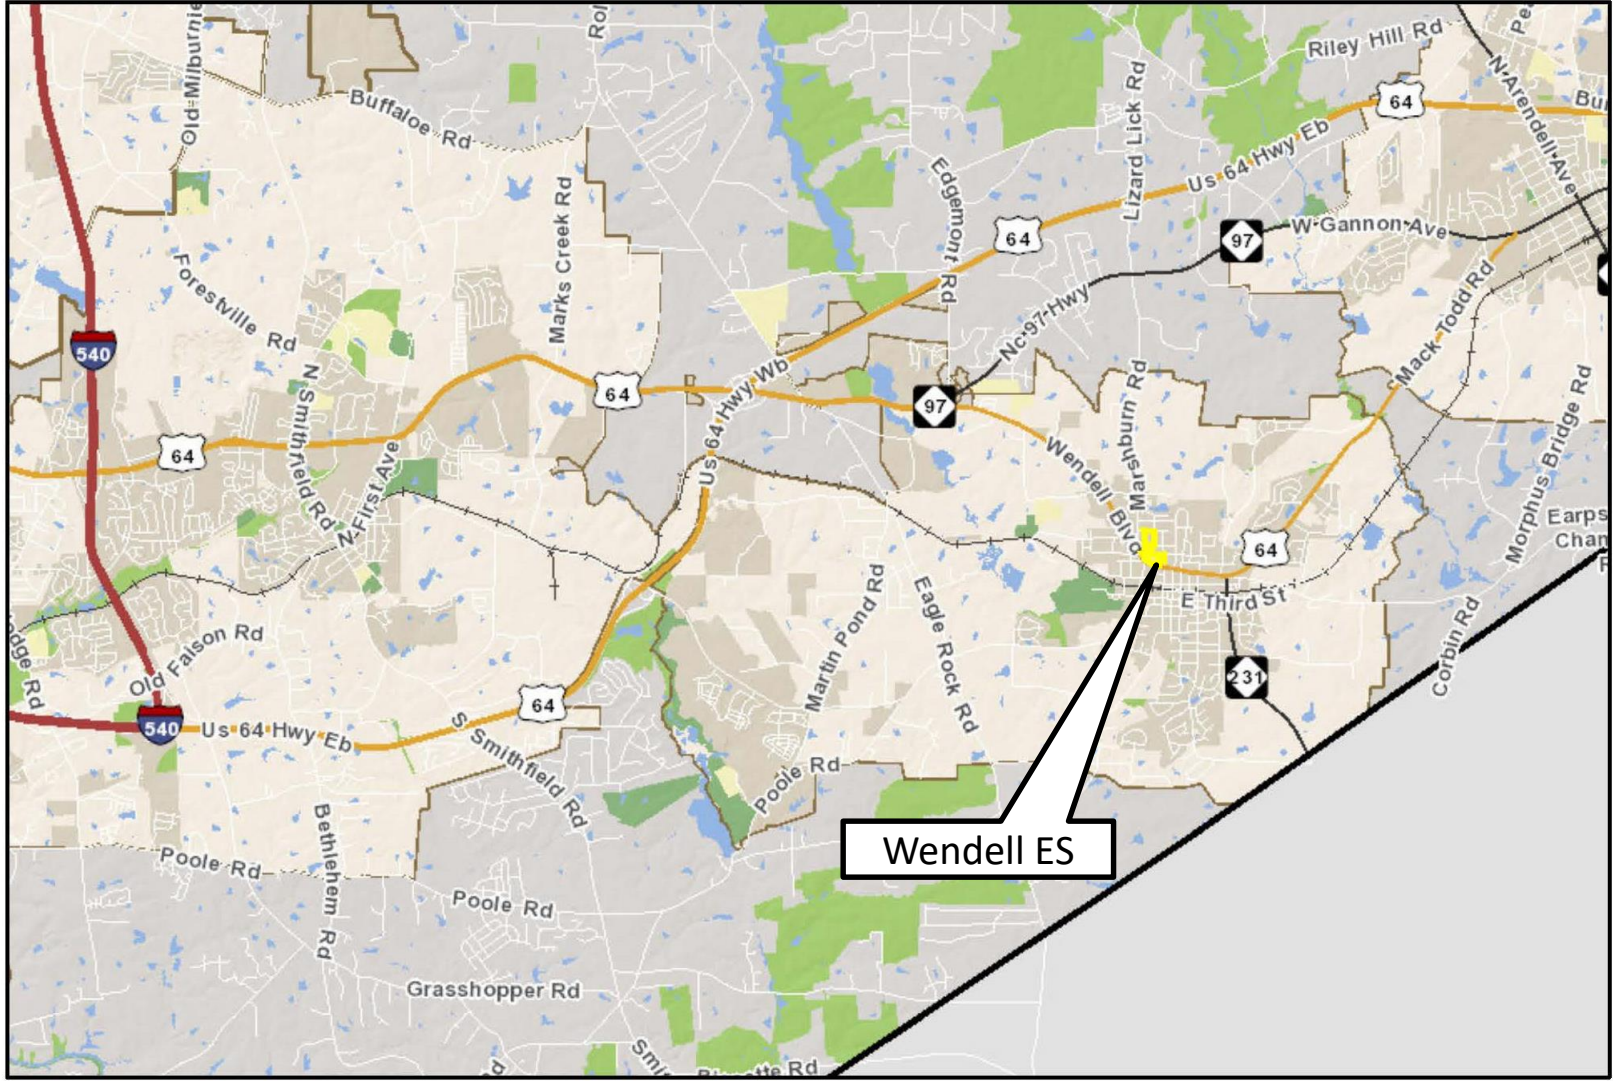 Old Milburnie
Riley Hill Rd
N Arendell Ave
64
Buffaloe Rd
Lizard Lick Rd
Us 64 Hwy Eb
Marks Creek Rd
Edgemont Rd
64
97
W Gannon Ave
Forestville Rd
Nc 97 Hwy
Mack Todd Rd
540
64
Us 64 Hwy Wb
97
Marshburn Rd
Morphus Bridge Rd
N Smithfield Rd
64
N First Ave
Wendell Blvd
Earps
64
Martin Pond Rd
Eagle Rock Rd
E Third St
Old Faison Rd
Corbin Rd
231
64
540
Us 64 Hwy Eb
S Smithfield Rd
Poole Rd
Bethlehem Rd
Wendell ES
Poole Rd
Poole Rd
Grasshopper Rd